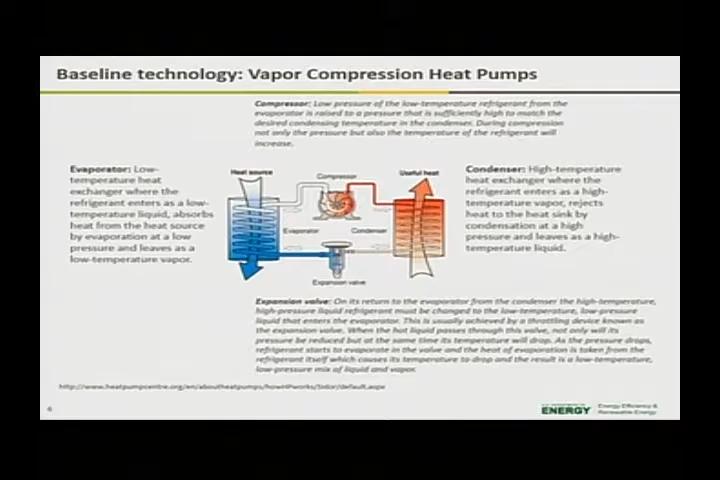 Baseline technology: Vapor Compression Heat Pumps
Compressor: Low pressure of the low-temperature refrigerant from the
evaporator is raised to a pressure that is sufficiently high to match the
desired condensing temperature in the condenser. During compression
not only the pressure but also the temperature of the refrigerant will
increase.
Evaporator: Low-
temperature heat
exchanger where the
refrigerant enters as a low-
temperature liquid, absorbs
heat from the heat source
by evaporation at a low
pressure and leaves as a
low-temperature vapor.
Heat source
Compressor
Useful heat
Evaporator
Condenser
Expansion valve
Condenser: High-temperature
heat exchanger where the
refrigerant enters as a high-
temperature vapor, rejects
heat to the heat sink by
condensation at a high
pressure and leaves as a high-
temperature liquid.
Expansion valve: On its return to the evaporator from the condenser the high-temperature,
high-pressure liquid refrigerant must be changed to the low-temperature, low-pressure
liquid that enters the evaporator. This is usually achieved by a throttling device known as
the expansion valve. When the hot liquid passes through this valve, not only will its
pressure be reduced but at the same time its temperature will drop. As the pressure drops,
refrigerant starts to evaporate in the valve and the heat of evaporation is taken from the
refrigerant itself which causes its temperature to drop and the result is a low-temperature,
low-pressure mix of liquid and vapor.
6
ENERGY
Energy Efficiency &
Renewable Energy